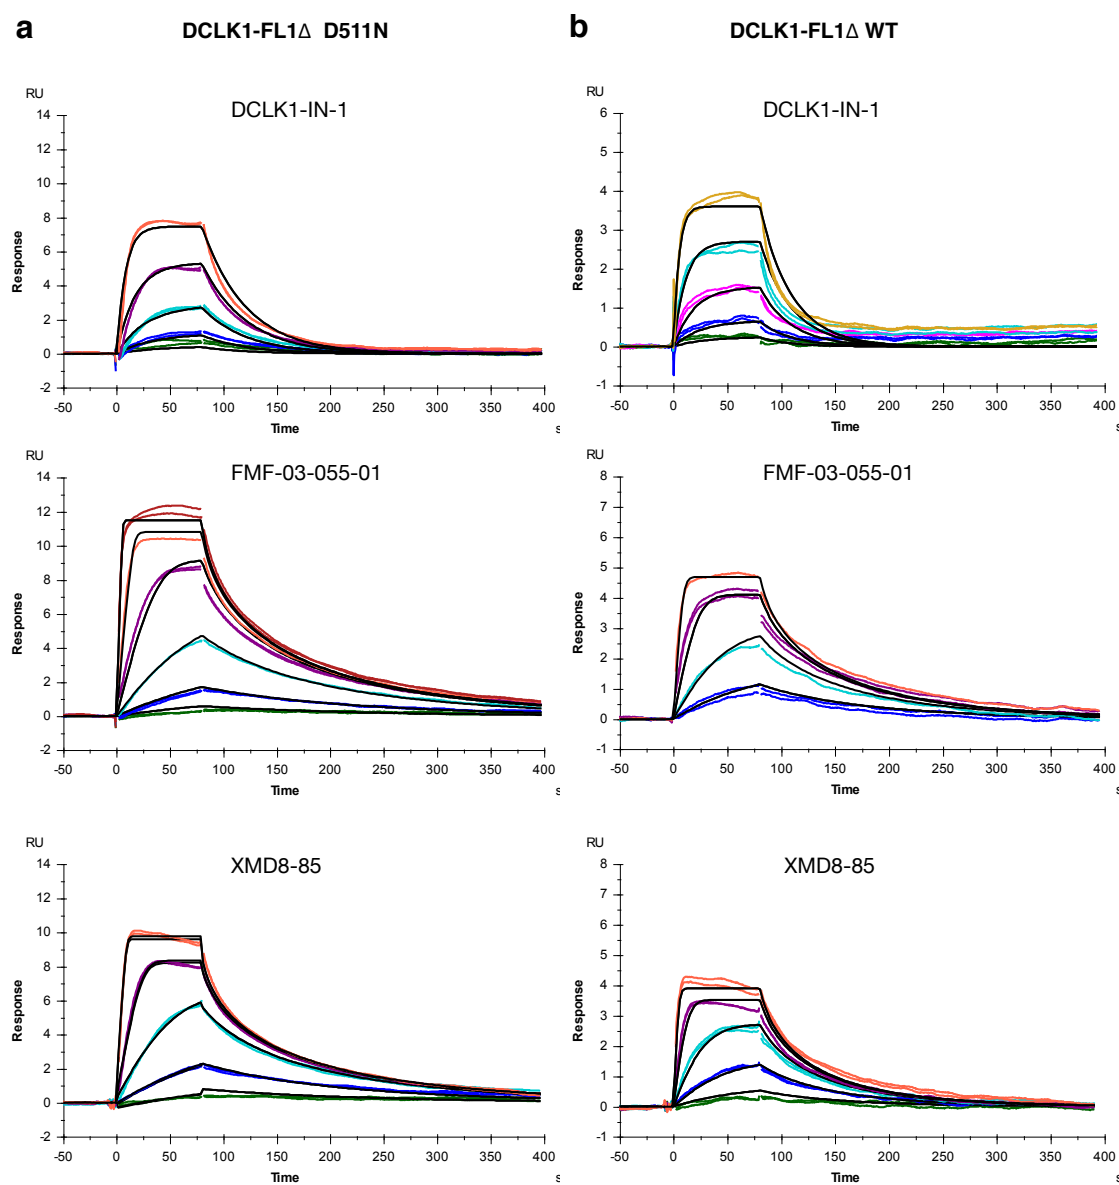 a
DCLK1-FL1Δ D511N
b
DCLK1-FL1Δ WT
RU
DCLK1-IN-1
14
12
10
8
6
4
2
0
-2
Response
-50 0 50 100 150 200 250 300 350 400
Time
s
RU
DCLK1-IN-1
6
5
4
3
2
1
0
-1
Response
-50 0 50 100 150 200 250 300 350 400
Time
s
RU
FMF-03-055-01
14
12
10
8
6
4
2
0
-2
Response
-50 0 50 100 150 200 250 300 350 400
Time
s
RU
FMF-03-055-01
8
7
6
5
4
3
2
1
0
-1
Response
-50 0 50 100 150 200 250 300 350 400
Time
s
RU
XMD8-85
14
12
10
8
6
4
2
0
-2
Response
-50 0 50 100 150 200 250 300 350 400
Time
s
RU
XMD8-85
8
7
6
5
4
3
2
1
0
-1
Response
-50 0 50 100 150 200 250 300 350 400
Time
s